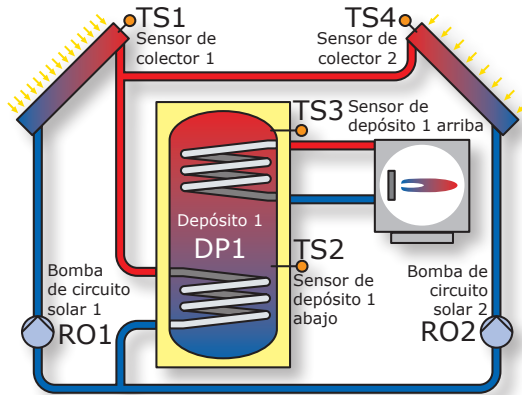 TS1
Sensor de
colector 1
TS4
Sensor de
colector 2
TS3
Sensor de
depósito 1 arriba
Depósito 1
DP1
TS2
Sensor de
depósito 1
abajo
Bomba
de circuito
solar 1
RO1
Bomba de
circuito
solar 2
RO2